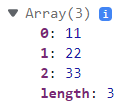 Array(3) i
0: 11
1: 22
2: 33
length: 3